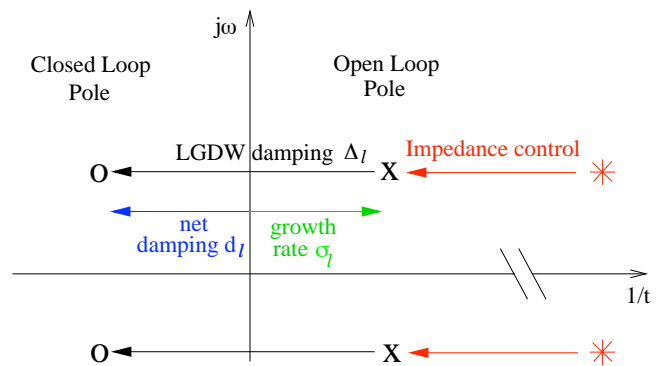 jω
Closed Loop
Pole
Open Loop
Pole
LGDW damping Δl
Impedance control
O
X
net
damping dl
growth
rate σl
1/t
O
X